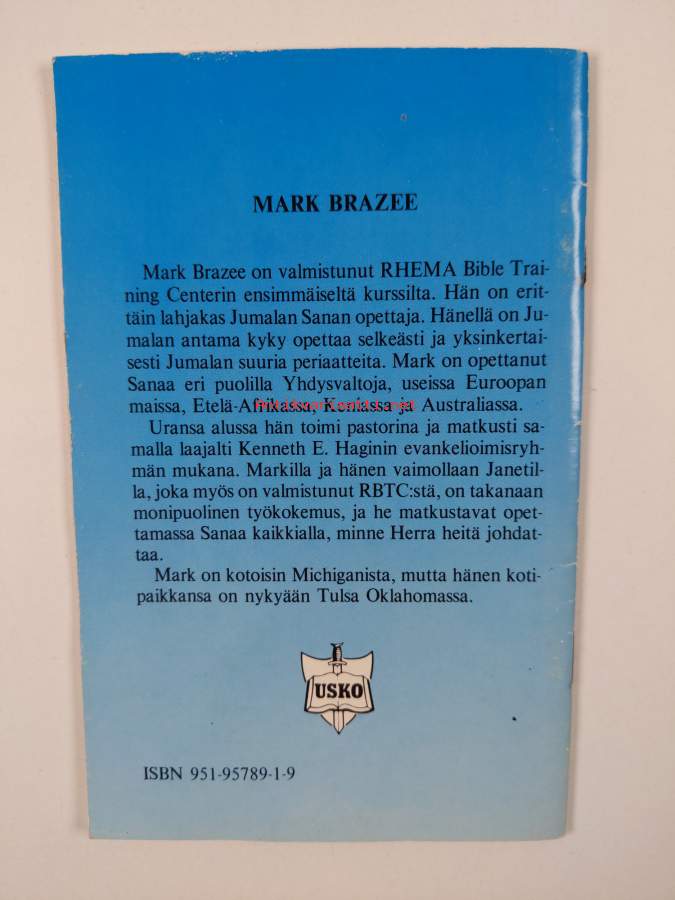 MARK BRAZEE
Mark Brazee on valmistunut RHEMA Bible Trai-
ning Centerin ensimmäiseltä kurssilta. Hän on erit-
täin lahjakas Jumalan Sanan opettaja. Hänellä on Ju-
malan antama kyky opettaa selkeästi ja yksinkertai-
sesti Jumalan suuria periaatteita. Mark on opettanut
Sanaa eri puolilla Yhdysvaltoja, useissa Euroopan
maissa, Etelä-Afrikassa, Keniassa ja Australiassa.
Uransa alussa hän toimi pastorina ja matkusti sa-
malla laajalti Kenneth E. Haginin evankelioimisryh-
män mukana. Markilla ja hänen vaimollaan Janetil-
la, joka myös on valmistunut RBTC:stä, on takanaan
monipuolinen työkokemus, ja he matkustavat opet-
tamassa Sanaa kaikkialla, minne Herra heitä johdat-
taa.
Mark on kotoisin Michiganista, mutta hänen koti-
paikkansa on nykyään Tulsa Oklahomassa.
USKO
ISBN 951-95789-1-9